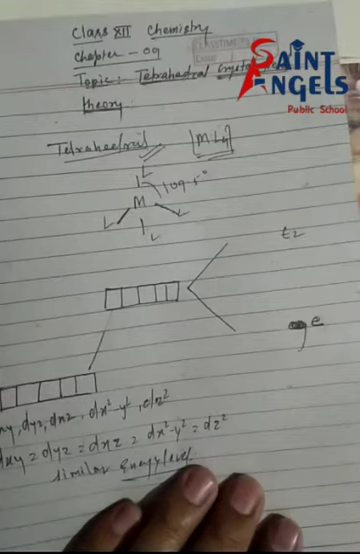 Class XII Chemistry
Chapter - 09
SAINT ANGELS
Public School
Topic: Tetrahedral Crystal
theory
Tetrahedral [ML4]
L
109.5°
M
L L
L
t2
e
xy, dyz, dxz, dx²-y², dz²
dxy = dyz = dxz = dx²-y² = dz²
similar energy level